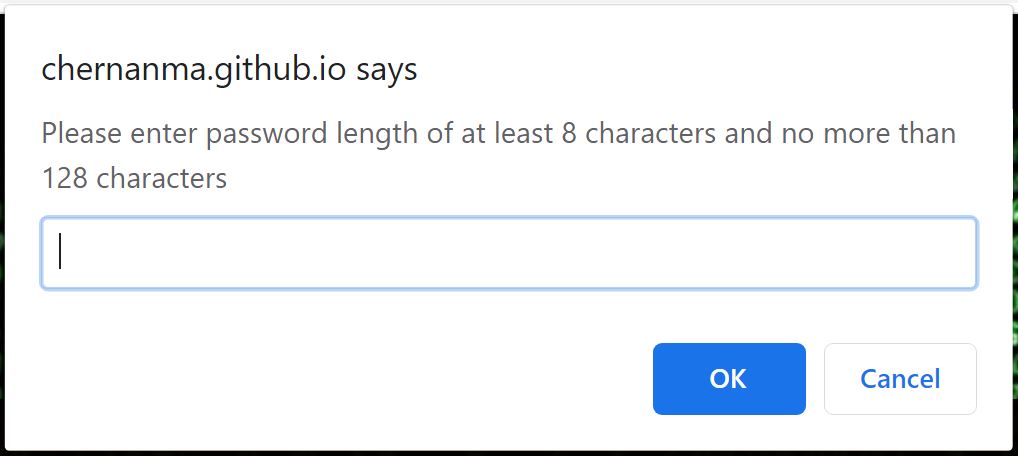 chernanma.github.io says
Please enter password length of at least 8 characters and no more than
128 characters
OK
Cancel